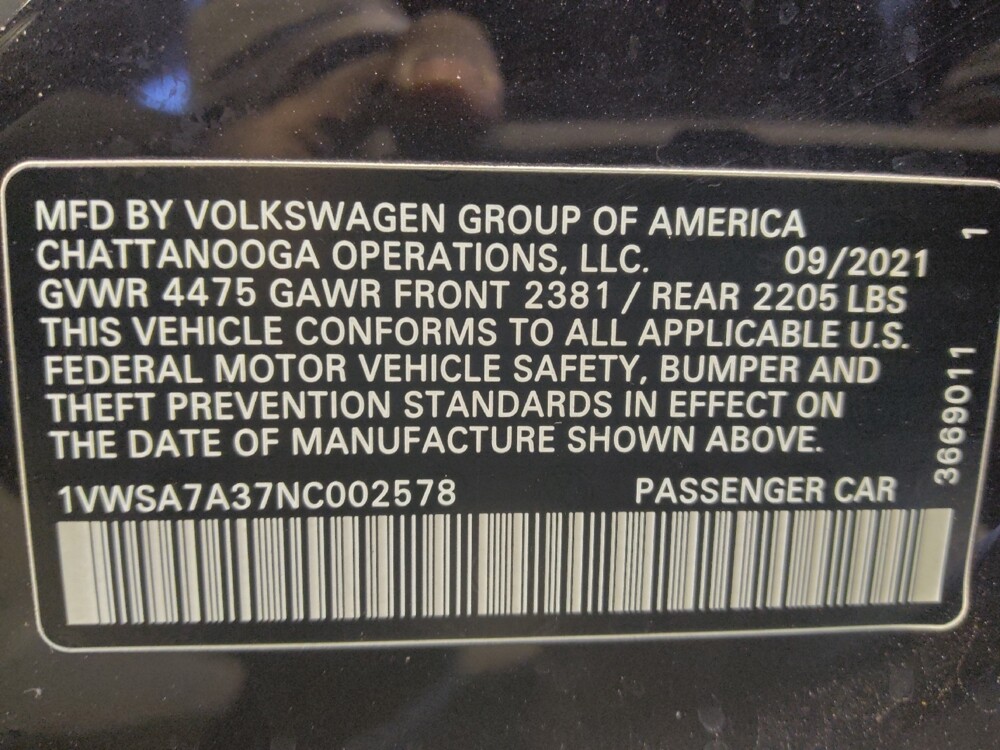 MFD BY VOLKSWAGEN GROUP OF AMERICA
CHATTANOOGA OPERATIONS, LLC. 09/2021
GVWR 4475 GAWR FRONT 2381 / REAR 2205 LBS
THIS VEHICLE CONFORMS TO ALL APPLICABLE U.S.
FEDERAL MOTOR VEHICLE SAFETY, BUMPER AND
THEFT PREVENTION STANDARDS IN EFFECT ON
THE DATE OF MANUFACTURE SHOWN ABOVE.
1VWSA7A37NC002578 PASSENGER CAR
3669011 1